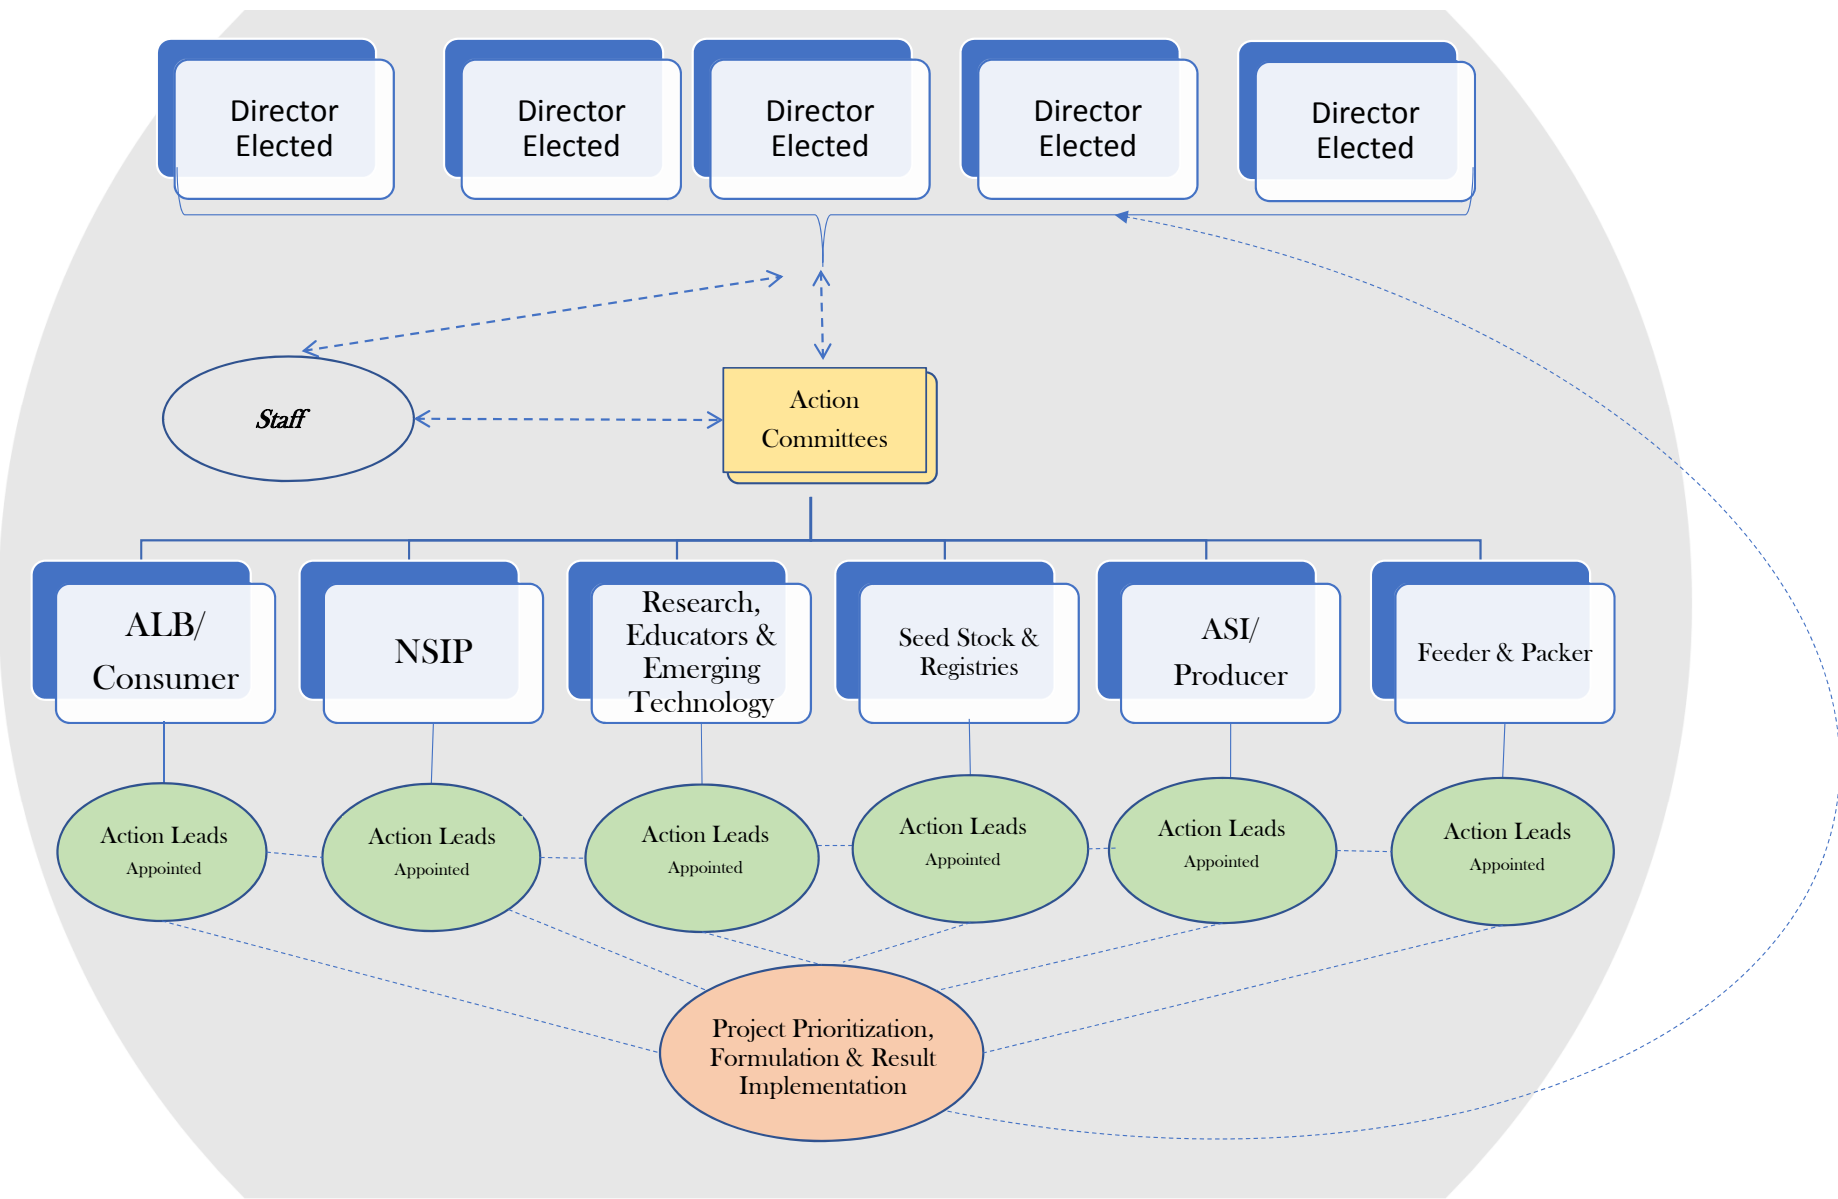 Director
Elected
Director
Elected
Director
Elected
Director
Elected
Director
Elected
Staff
Action
Committees
ALB/
Consumer
NSIP
Research,
Educators &
Emerging
Technology
Seed Stock &
Registries
ASI/
Producer
Feeder & Packer
Action Leads
Appointed
Action Leads
Appointed
Action Leads
Appointed
Action Leads
Appointed
Action Leads
Appointed
Action Leads
Appointed
Project Prioritization,
Formulation & Result
Implementation